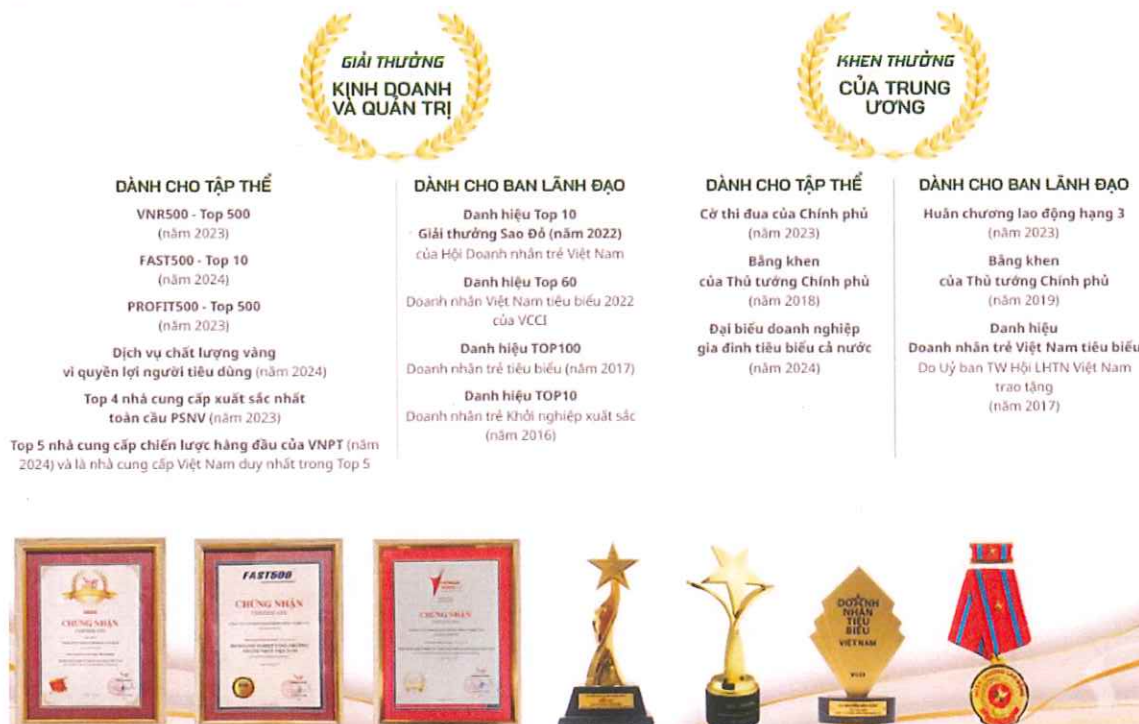 GIẢI THƯỞNG
KINH DOANH
VÀ QUẢN TRỊ
DÀNH CHO TẬP THỂ
VNR500 - Top 500
(năm 2023)
FAST500 - Top 10
(năm 2024)
PROFIT500 - Top 500
(năm 2023)
Dịch vụ chất lượng vàng
vì quyền lợi người tiêu dùng (năm 2024)
Top 4 nhà cung cấp xuất sắc nhất
toàn cầu PSNV (năm 2023)
Top 5 nhà cung cấp chiến lược hàng đầu của VNPT (năm
2024) và là nhà cung cấp Việt Nam duy nhất trong Top 5
DÀNH CHO BAN LÃNH ĐẠO
Danh hiệu Top 10
Giải thưởng Sao Đỏ (năm 2022)
của Hội Doanh nhân trẻ Việt Nam
Danh hiệu Top 60
Doanh nhân Việt Nam tiêu biểu 2022
của VCCI
Danh hiệu TOP100
Doanh nhân trẻ tiêu biểu (năm 2017)
Danh hiệu TOP10
Doanh nhân trẻ Khởi nghiệp xuất sắc
(năm 2016)
KHEN THƯỞNG
CỦA TRUNG
ƯƠNG
DÀNH CHO TẬP THỂ
Cờ thi đua của Chính phủ
(năm 2023)
Bằng khen
của Thủ tướng Chính phủ
(năm 2018)
Đại biểu doanh nghiệp
gia đình tiêu biểu cả nước
(năm 2024)
DÀNH CHO BAN LÃNH ĐẠO
Huân chương lao động hạng 3
(năm 2023)
Bằng khen
của Thủ tướng Chính phủ
(năm 2019)
Danh hiệu
Doanh nhân trẻ Việt Nam tiêu biểu
Do Uỷ ban TW Hội LHTN Việt Nam
trao tặng
(năm 2017)
CHỨNG NHẬN
FAST500
CHỨNG NHẬN
CHỨNG NHẬN
DOANH
NHÂN
TIÊU
BIỂU
VIỆT NAM